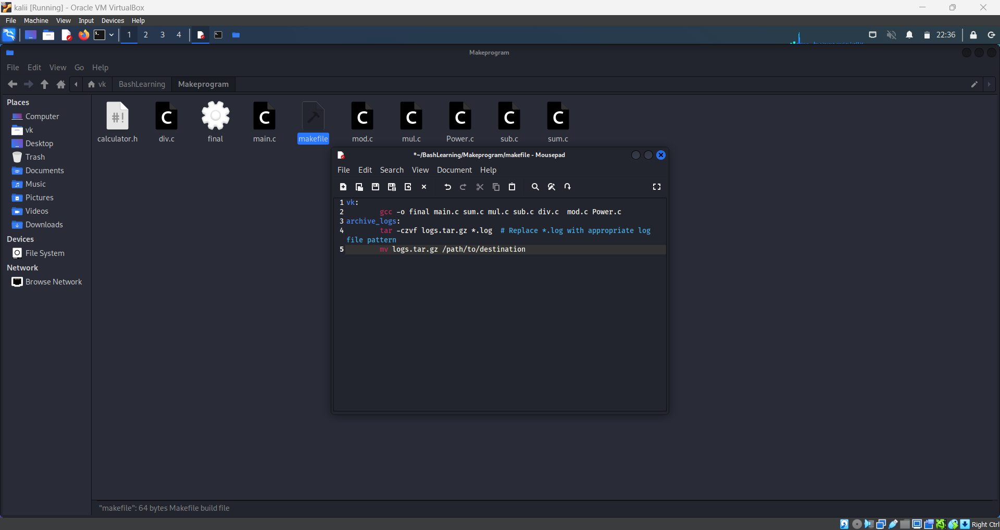 kalii [Running] - Oracle VM VirtualBox
File Machine View Input Devices Help
1 2 3 4 22:36
Makeprogram
File Edit View Go Help
vk BashLearning Makeprogram
Places
Computer
vk
Desktop
Trash
Documents
Music
Pictures
Videos
Downloads
Devices
File System
Network
Browse Network
#! C C C C C C C
calculator.h div.c final main.c makefile mod.c mul.c Power.c sub.c sum.c
*~/BashLearning/Makeprogram/makefile - Mousepad
File Edit Search View Document Help
1 vk:
2 gcc -o final main.c sum.c mul.c sub.c div.c  mod.c Power.c
3 archive_logs:
4 tar -czvf logs.tar.gz *.log  # Replace *.log with appropriate log
file pattern
5 mv logs.tar.gz /path/to/destination
"makefile": 64 bytes Makefile build file
Right Ctrl